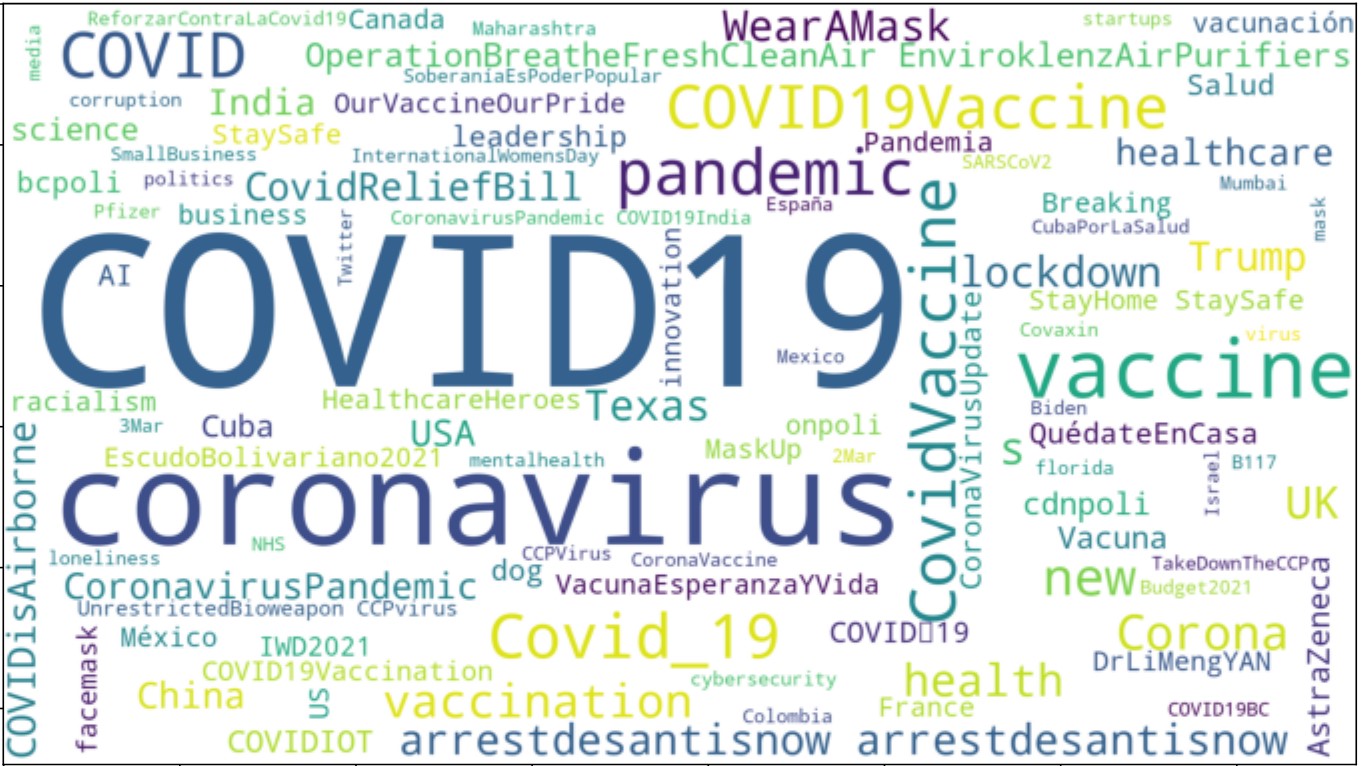 ReforzarContraLaCovid19 Canada Maharashtra WearAMask startups vacunación
media COVID OperationBreatheFreshCleanAir EnviroklenzAirPurifiers
SoberaníaEsPoderPopular Salud
corruption India OurVaccineOurPride COVID19Vaccine
science StaySafe leadership Pandemia
SmallBusiness InternationalWomensDay pandemic SARSCoV2 healthcare
bcpoli politics CovidReliefBill Mumbai
Pfizer business CoronavirusPandemic COVID19India España Breaking mask
CubaPorLaSalud
COVID19 AI Twitter innovation Mexico CovidVaccine lockdown Trump
CoronaVirusUpdate StayHome StaySafe
Covaxin virus
vaccine
racialism HealthcareHeroes Texas Biden
3Mar Cuba USA onpoli QuédateEnCasa
EscudoBolivariano2021 mentalhealth MaskUp 2Mar s florida Israel B117
COVIDisAirborne coronavirus cdnpoli UK
Vacuna
loneliness NHS CCPVirus CoronaVaccine TakeDownTheCCP
CoronavirusPandemic dog VacunaEsperanzaYVida new Budget2021
UnrestrictedBioweapon CCPvirus
facemask México IWD2021 Covid_19 COVID▯19 Corona AstraZeneca
COVID19Vaccination cybersecurity health DrLiMengYAN
China US vaccination Colombia France COVID19BC
COVIDIOT arrestdesantisnow arrestdesantisnow